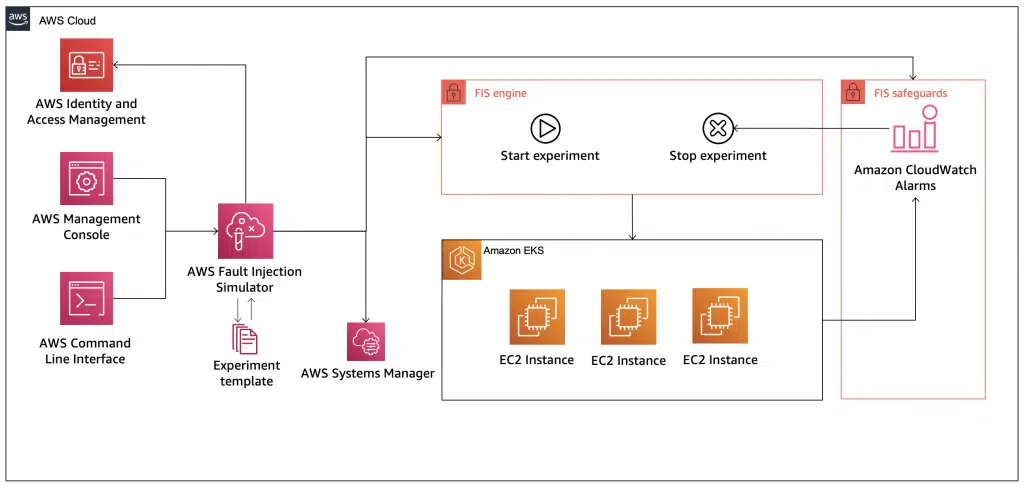 aws
AWS Cloud
AWS Identity and
Access Management
AWS Management
Console
AWS Command
Line Interface
AWS Fault Injection
Simulator
Experiment
template
AWS Systems Manager
FIS engine
Start experiment
Stop experiment
Amazon EKS
K
EC2 Instance
EC2 Instance
EC2 Instance
FIS safeguards
Amazon CloudWatch
Alarms